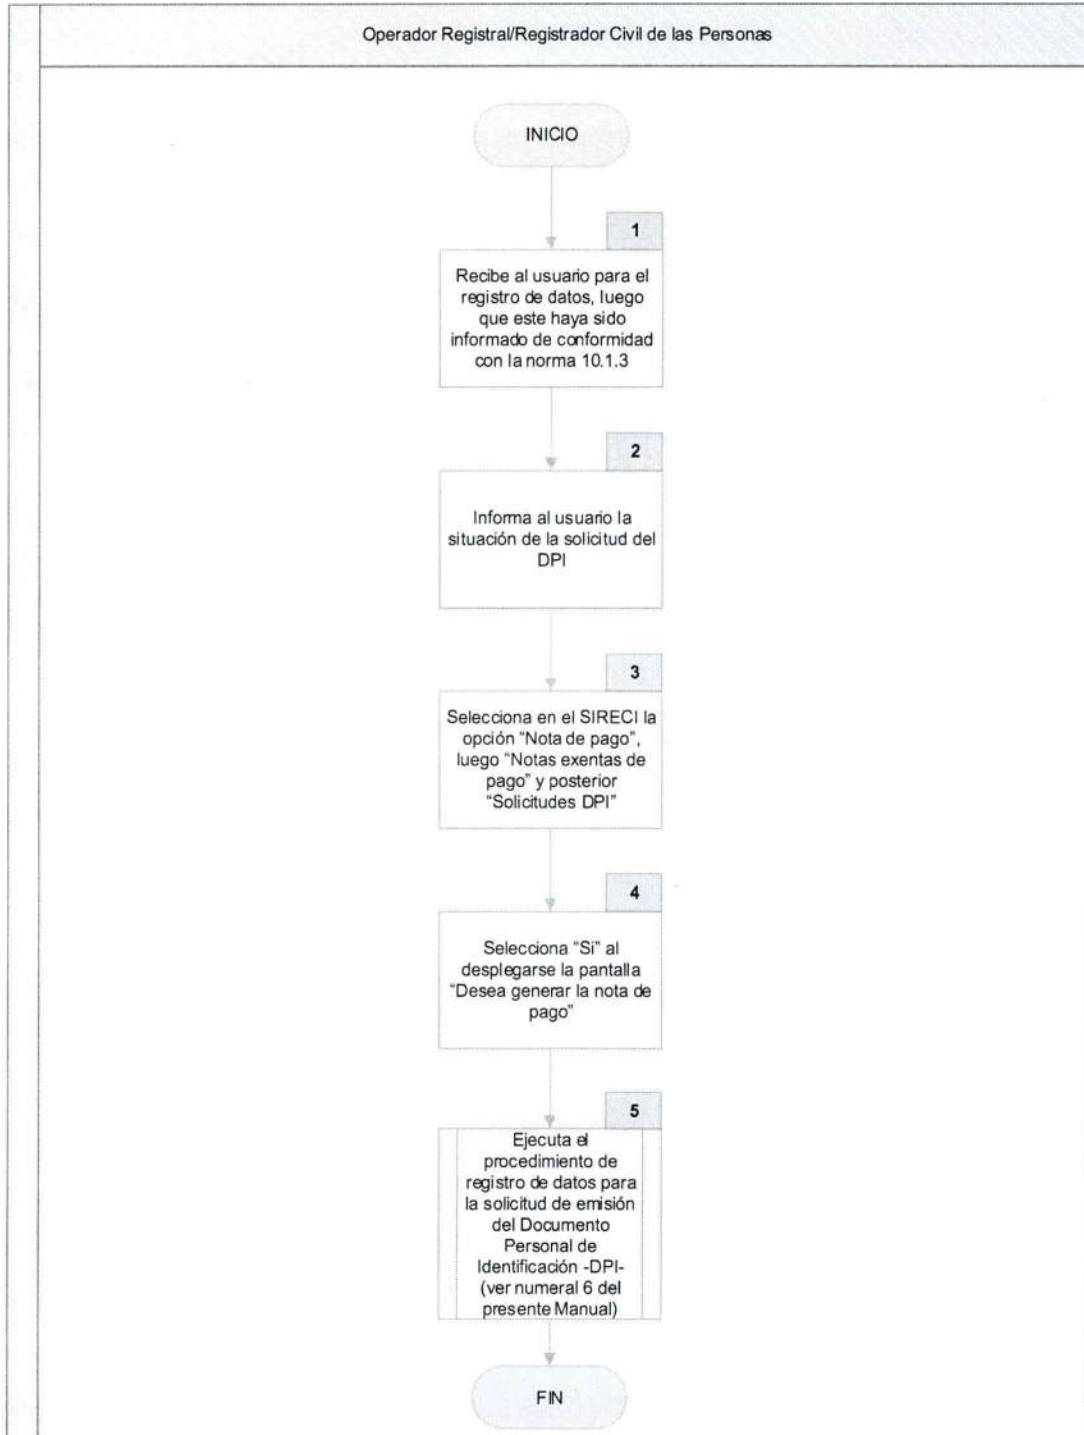 Operador Registral/Registrador Civil de las Personas
INICIO
1
Recibe al usuario para el
registro de datos, luego
que este haya sido
informado de conformidad
con la norma 10.1.3
2
Informa al usuario la
situación de la solicitud del
DPI
3
Selecciona en el SIRECI la
opción "Nota de pago",
luego "Notas exentas de
pago" y posterior
"Solicitudes DPI"
4
Selecciona "Si" al
desplegarse la pantalla
"Desea generar la nota de
pago"
5
Ejecuta el
procedimiento de
registro de datos para
la solicitud de emisión
del Documento
Personal de
Identificación -DPI-
(ver numeral 6 del
presente Manual)
FIN